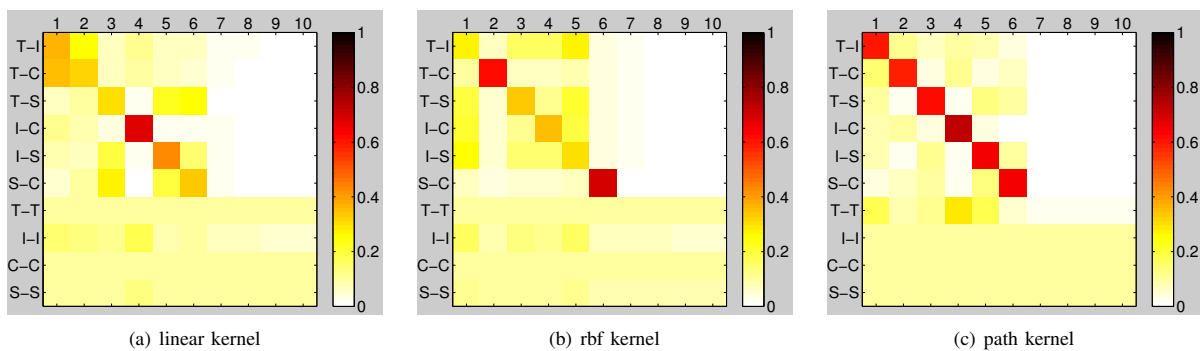 1 2 3 4 5 6 7 8 9 10
T−I
T−C
T−S
I−C
I−S
S−C
T−T
I−I
C−C
S−S
1
0.8
0.6
0.4
0.2
0
(a) linear kernel
1 2 3 4 5 6 7 8 9 10
T−I
T−C
T−S
I−C
I−S
S−C
T−T
I−I
C−C
S−S
1
0.8
0.6
0.4
0.2
0
(b) rbf kernel
1 2 3 4 5 6 7 8 9 10
T−I
T−C
T−S
I−C
I−S
S−C
T−T
I−I
C−C
S−S
1
0.8
0.6
0.4
0.2
0
(c) path kernel